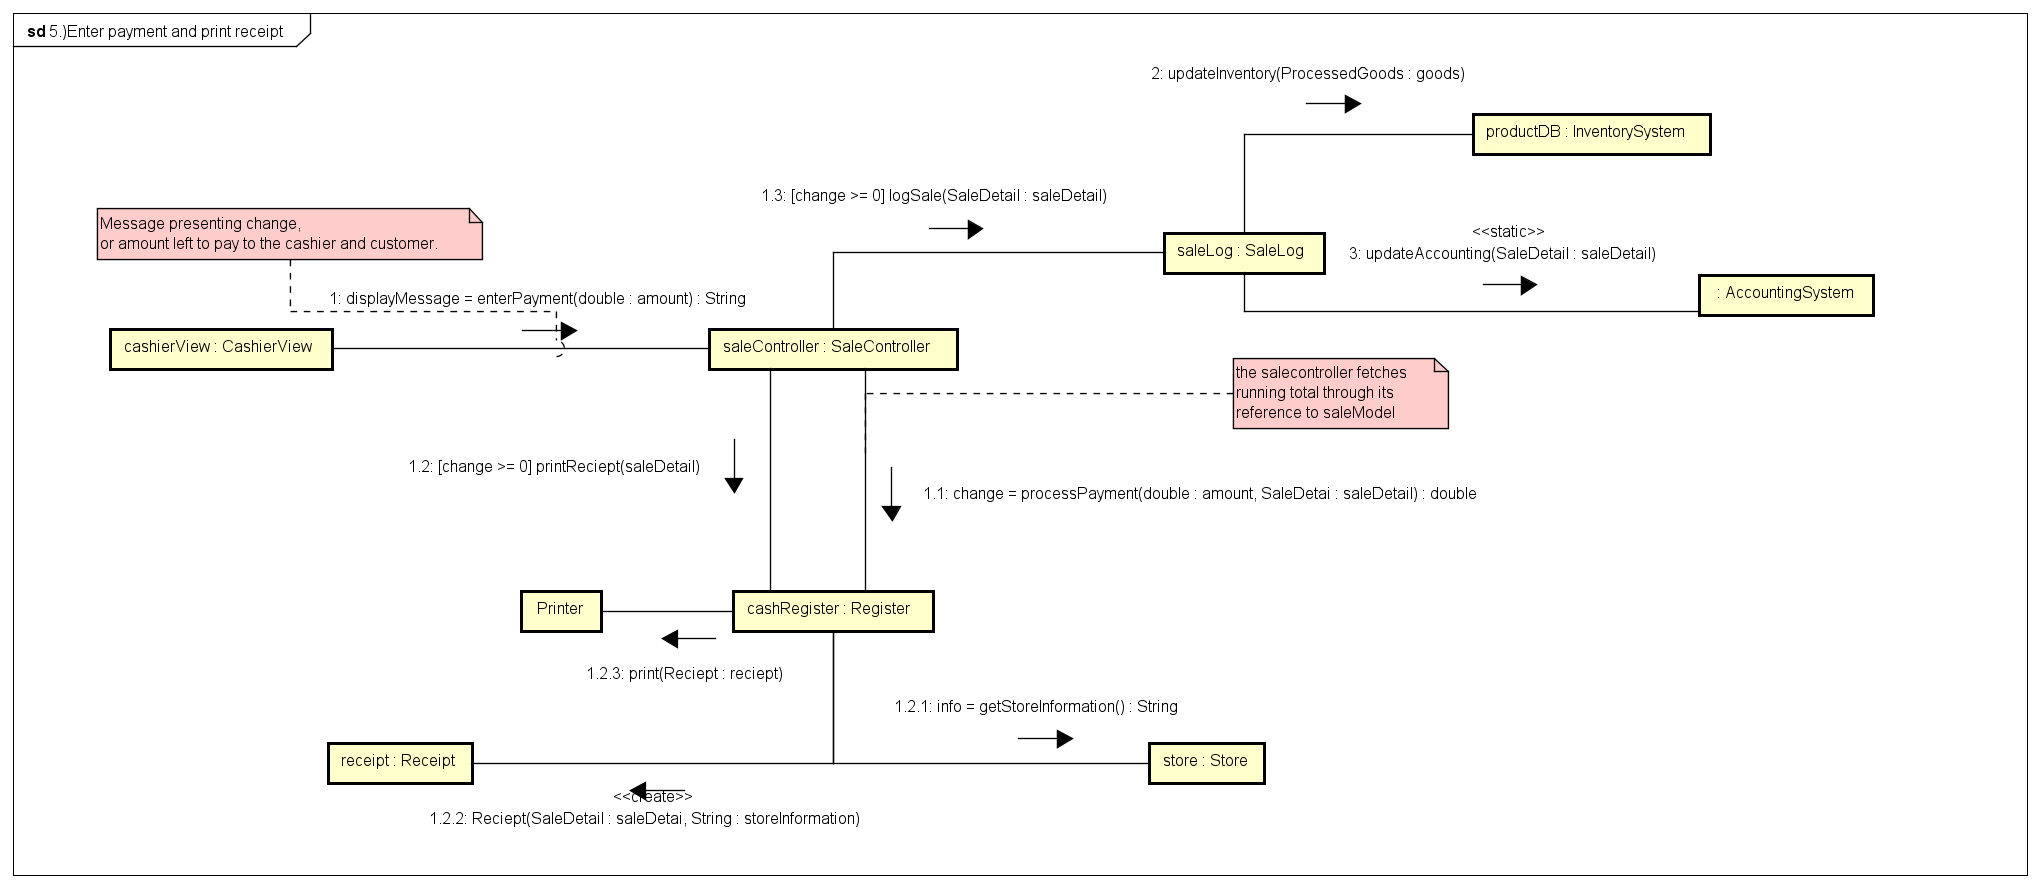 sd 5.)Enter payment and print receipt
2: updateInventory(ProcessedGoods : goods)
productDB : InventorySystem
1.3: [change >= 0] logSale(SaleDetail : saleDetail)
Message presenting change,
or amount left to pay to the cashier and customer.
<<static>>
saleLog : SaleLog
3: updateAccounting(SaleDetail : saleDetail)
: AccountingSystem
1: displayMessage = enterPayment(double : amount) : String
cashierView : CashierView
saleController : SaleController
the salecontroller fetches
running total through its
reference to saleModel
1.2: [change >= 0] printReciept(saleDetail)
1.1: change = processPayment(double : amount, SaleDetai : saleDetail) : double
Printer
cashRegister : Register
1.2.3: print(Reciept : reciept)
1.2.1: info = getStoreInformation() : String
receipt : Receipt
store : Store
<<create>>
1.2.2: Reciept(SaleDetail : saleDetai, String : storeInformation)